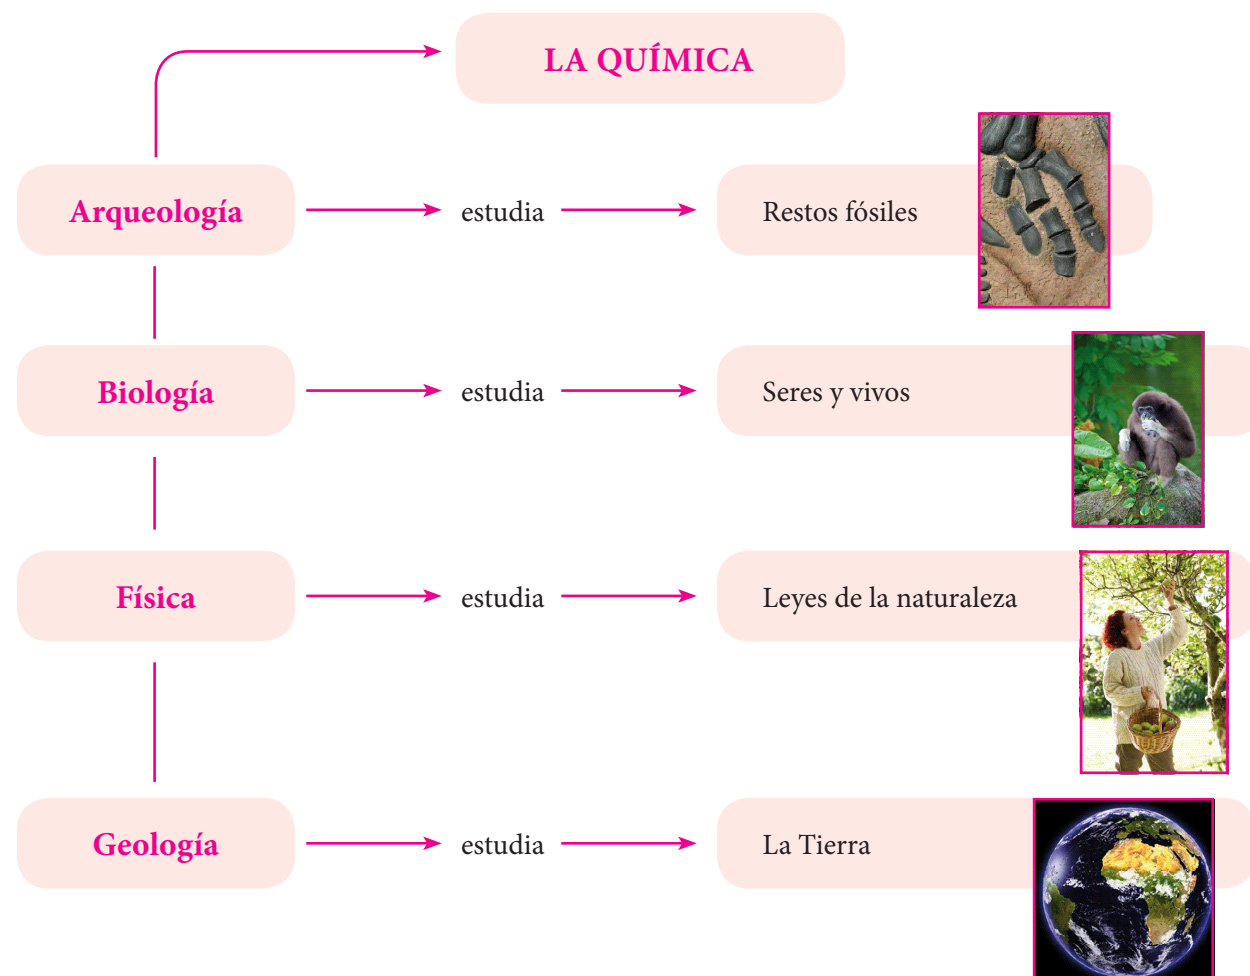 LA QUÍMICA
Arqueología estudia Restos fósiles
Biología estudia Seres y vivos
Física estudia Leyes de la naturaleza
Geología estudia La Tierra